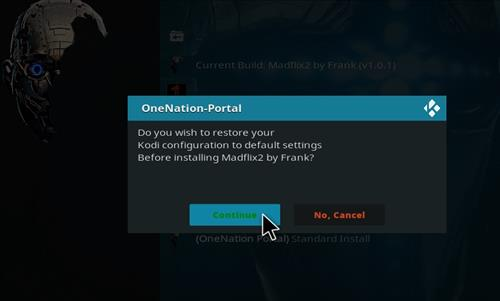 Current Build: Madflix2 by Frank (v1.0.1)
OneNation-Portal
Do you wish to restore your
Kodi configuration to default settings
Before installing Madflix2 by Frank?
Continue
No, Cancel
(OneNation Portal) Standard Install